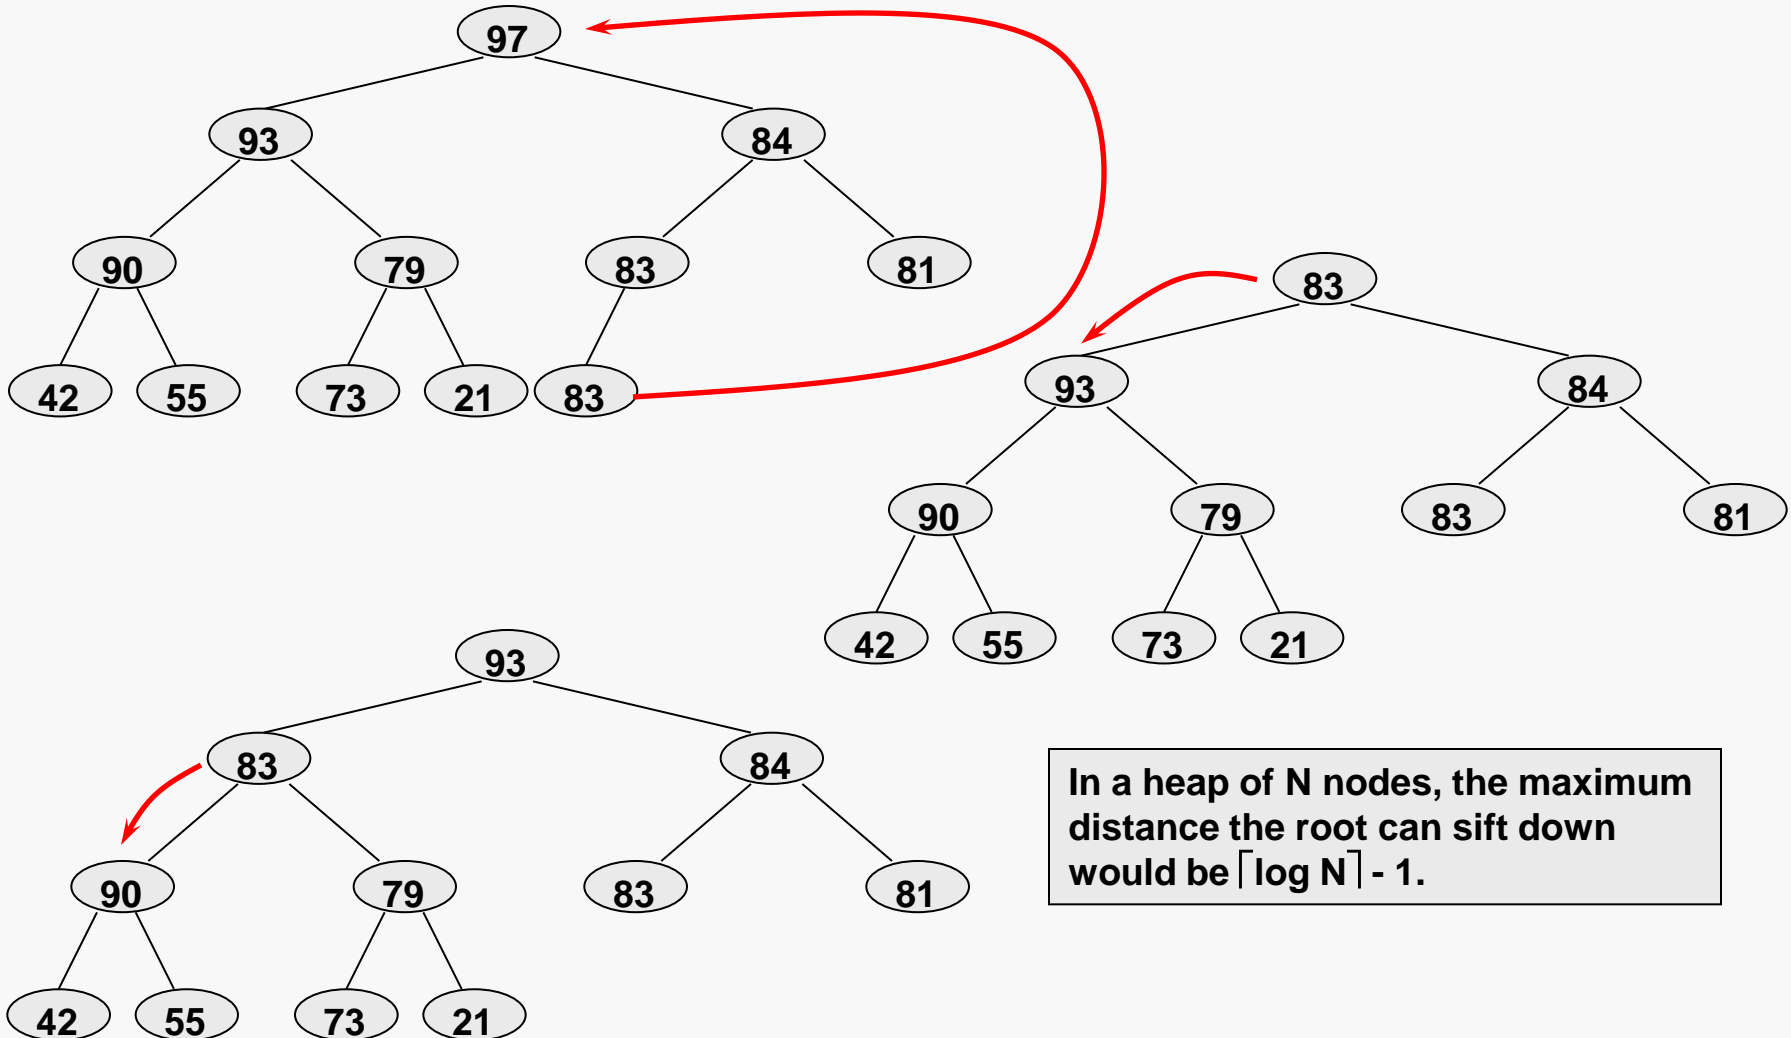 97
93 84
90 79 83 81
42 55 73 21 83
83
93 84
90 79 83 81
42 55 73 21
93
83 84
90 79 83 81
42 55 73 21
In a heap of N nodes, the maximum
distance the root can sift down
would be ⌈log N⌉ - 1.